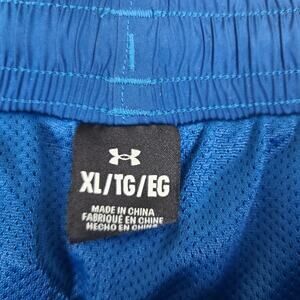 XL/TG/EG
MADE IN CHINA
FABRIQUÉ EN CHINE
HECHO EN CHINA